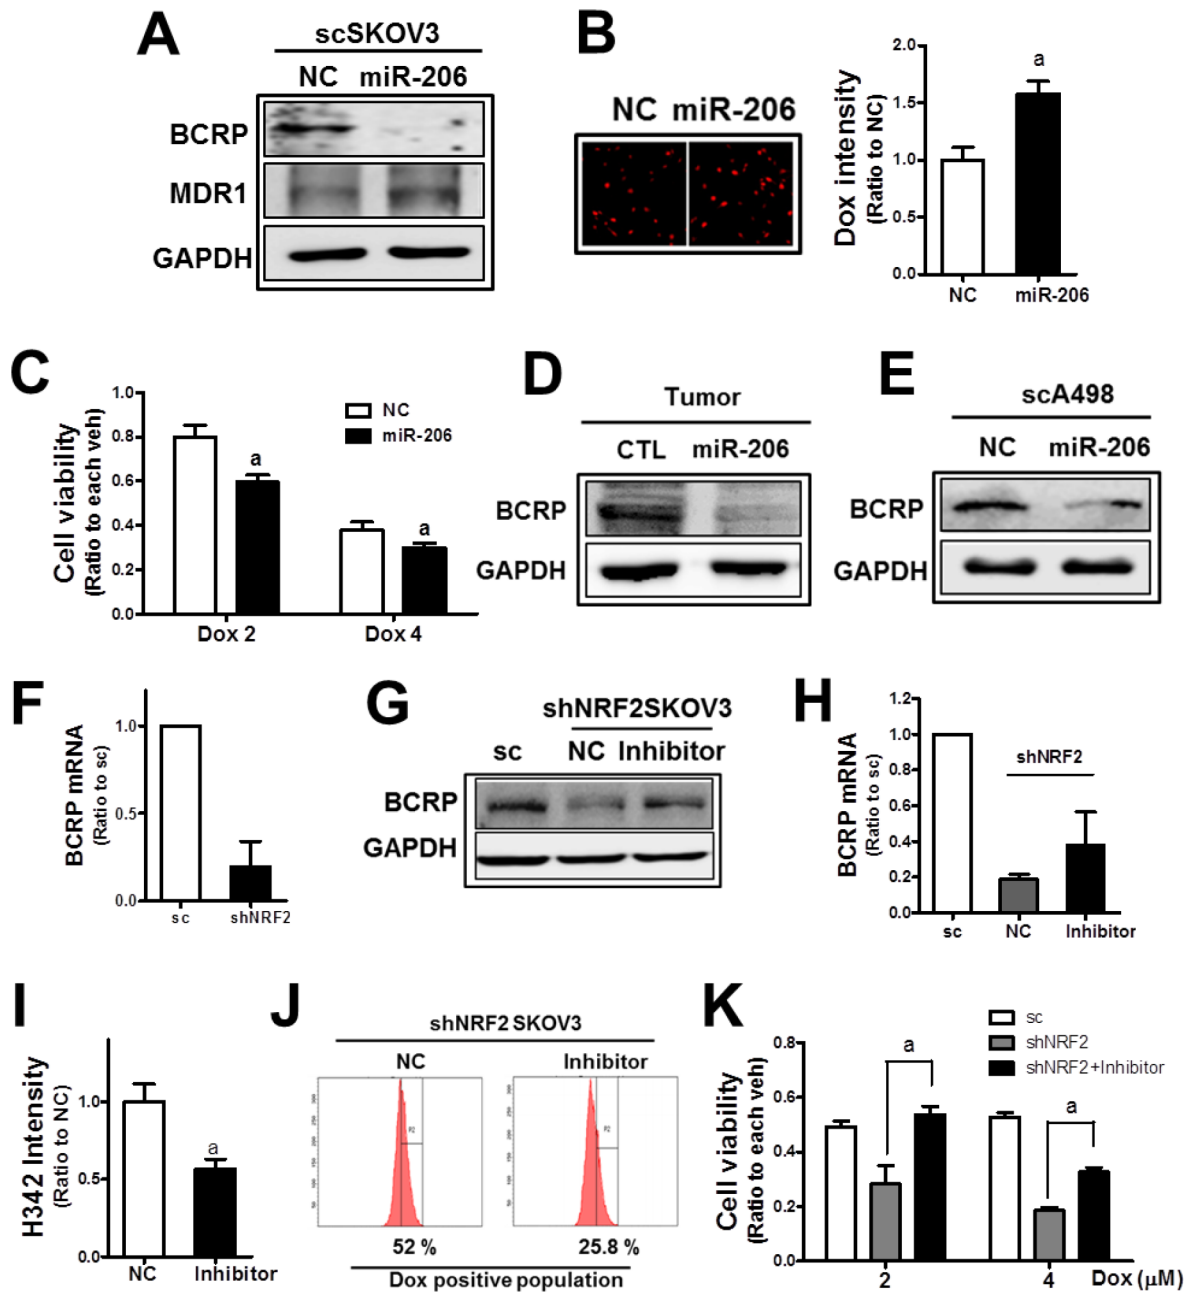 A
scSKOV3
NC miR-206
BCRP
MDR1
GAPDH
B
NC miR-206
Dox intensity
(Ratio to NC)
2.0
1.5
1.0
0.5
0.0
a
NC miR-206
C
Cell viability
(Ratio to each veh)
1.0
0.8
0.6
0.4
0.2
0.0
NC
miR-206
a
a
Dox 2 Dox 4
D
Tumor
CTL miR-206
BCRP
GAPDH
E
scA498
NC miR-206
BCRP
GAPDH
F
BCRP mRNA
(Ratio to sc)
1.0
0.5
0.0
sc shNRF2
G
shNRF2SKOV3
sc NC Inhibitor
BCRP
GAPDH
H
BCRP mRNA
(Ratio to sc)
1.2
1.0
0.8
0.6
0.4
0.2
0.0
shNRF2
sc NC Inhibitor
I
H342 Intensity
(Ratio to NC)
1.0
0.5
0.0
a
NC Inhibitor
J
shNRF2 SKOV3
NC Inhibitor
P2 P2
52 % 25.8 %
Dox positive population
K
Cell viability
(Ratio to each veh)
0.8
0.6
0.4
0.2
0.0
sc
shNRF2
shNRF2+Inhibitor
a
a
2 4 Dox (μM)